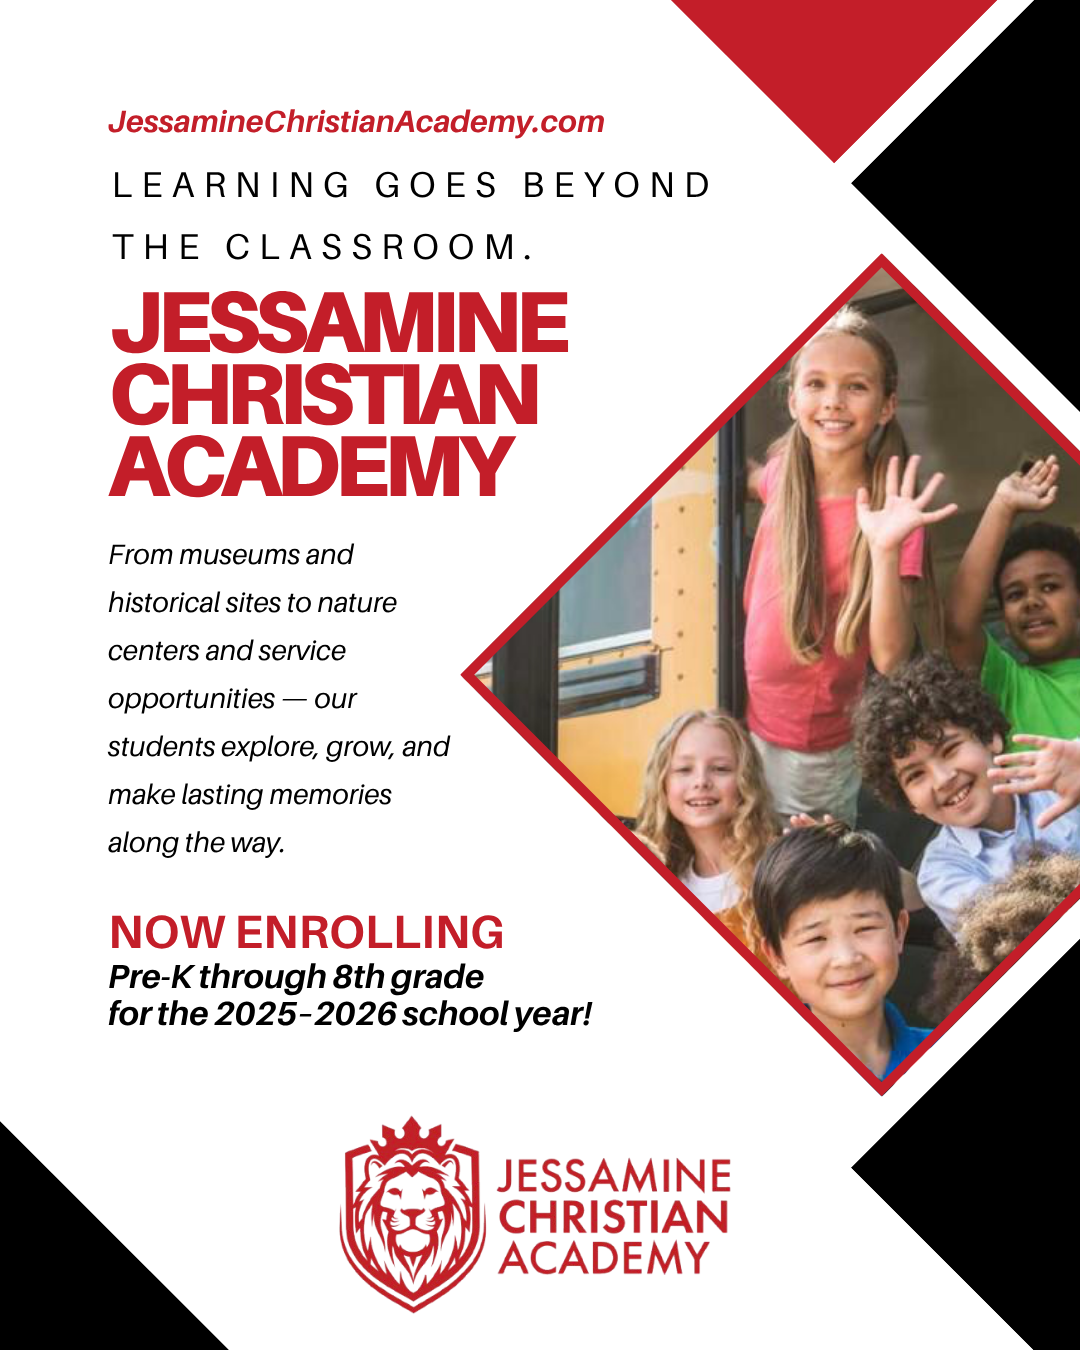 JessamineChristianAcademy.com
LEARNING GOES BEYOND
THE CLASSROOM.
JESSAMINE
CHRISTIAN
ACADEMY
From museums and
historical sites to nature
centers and service
opportunities — our
students explore, grow, and
make lasting memories
along the way.
NOW ENROLLING
Pre-K through 8th grade
for the 2025–2026 school year!
JESSAMINE
CHRISTIAN
ACADEMY